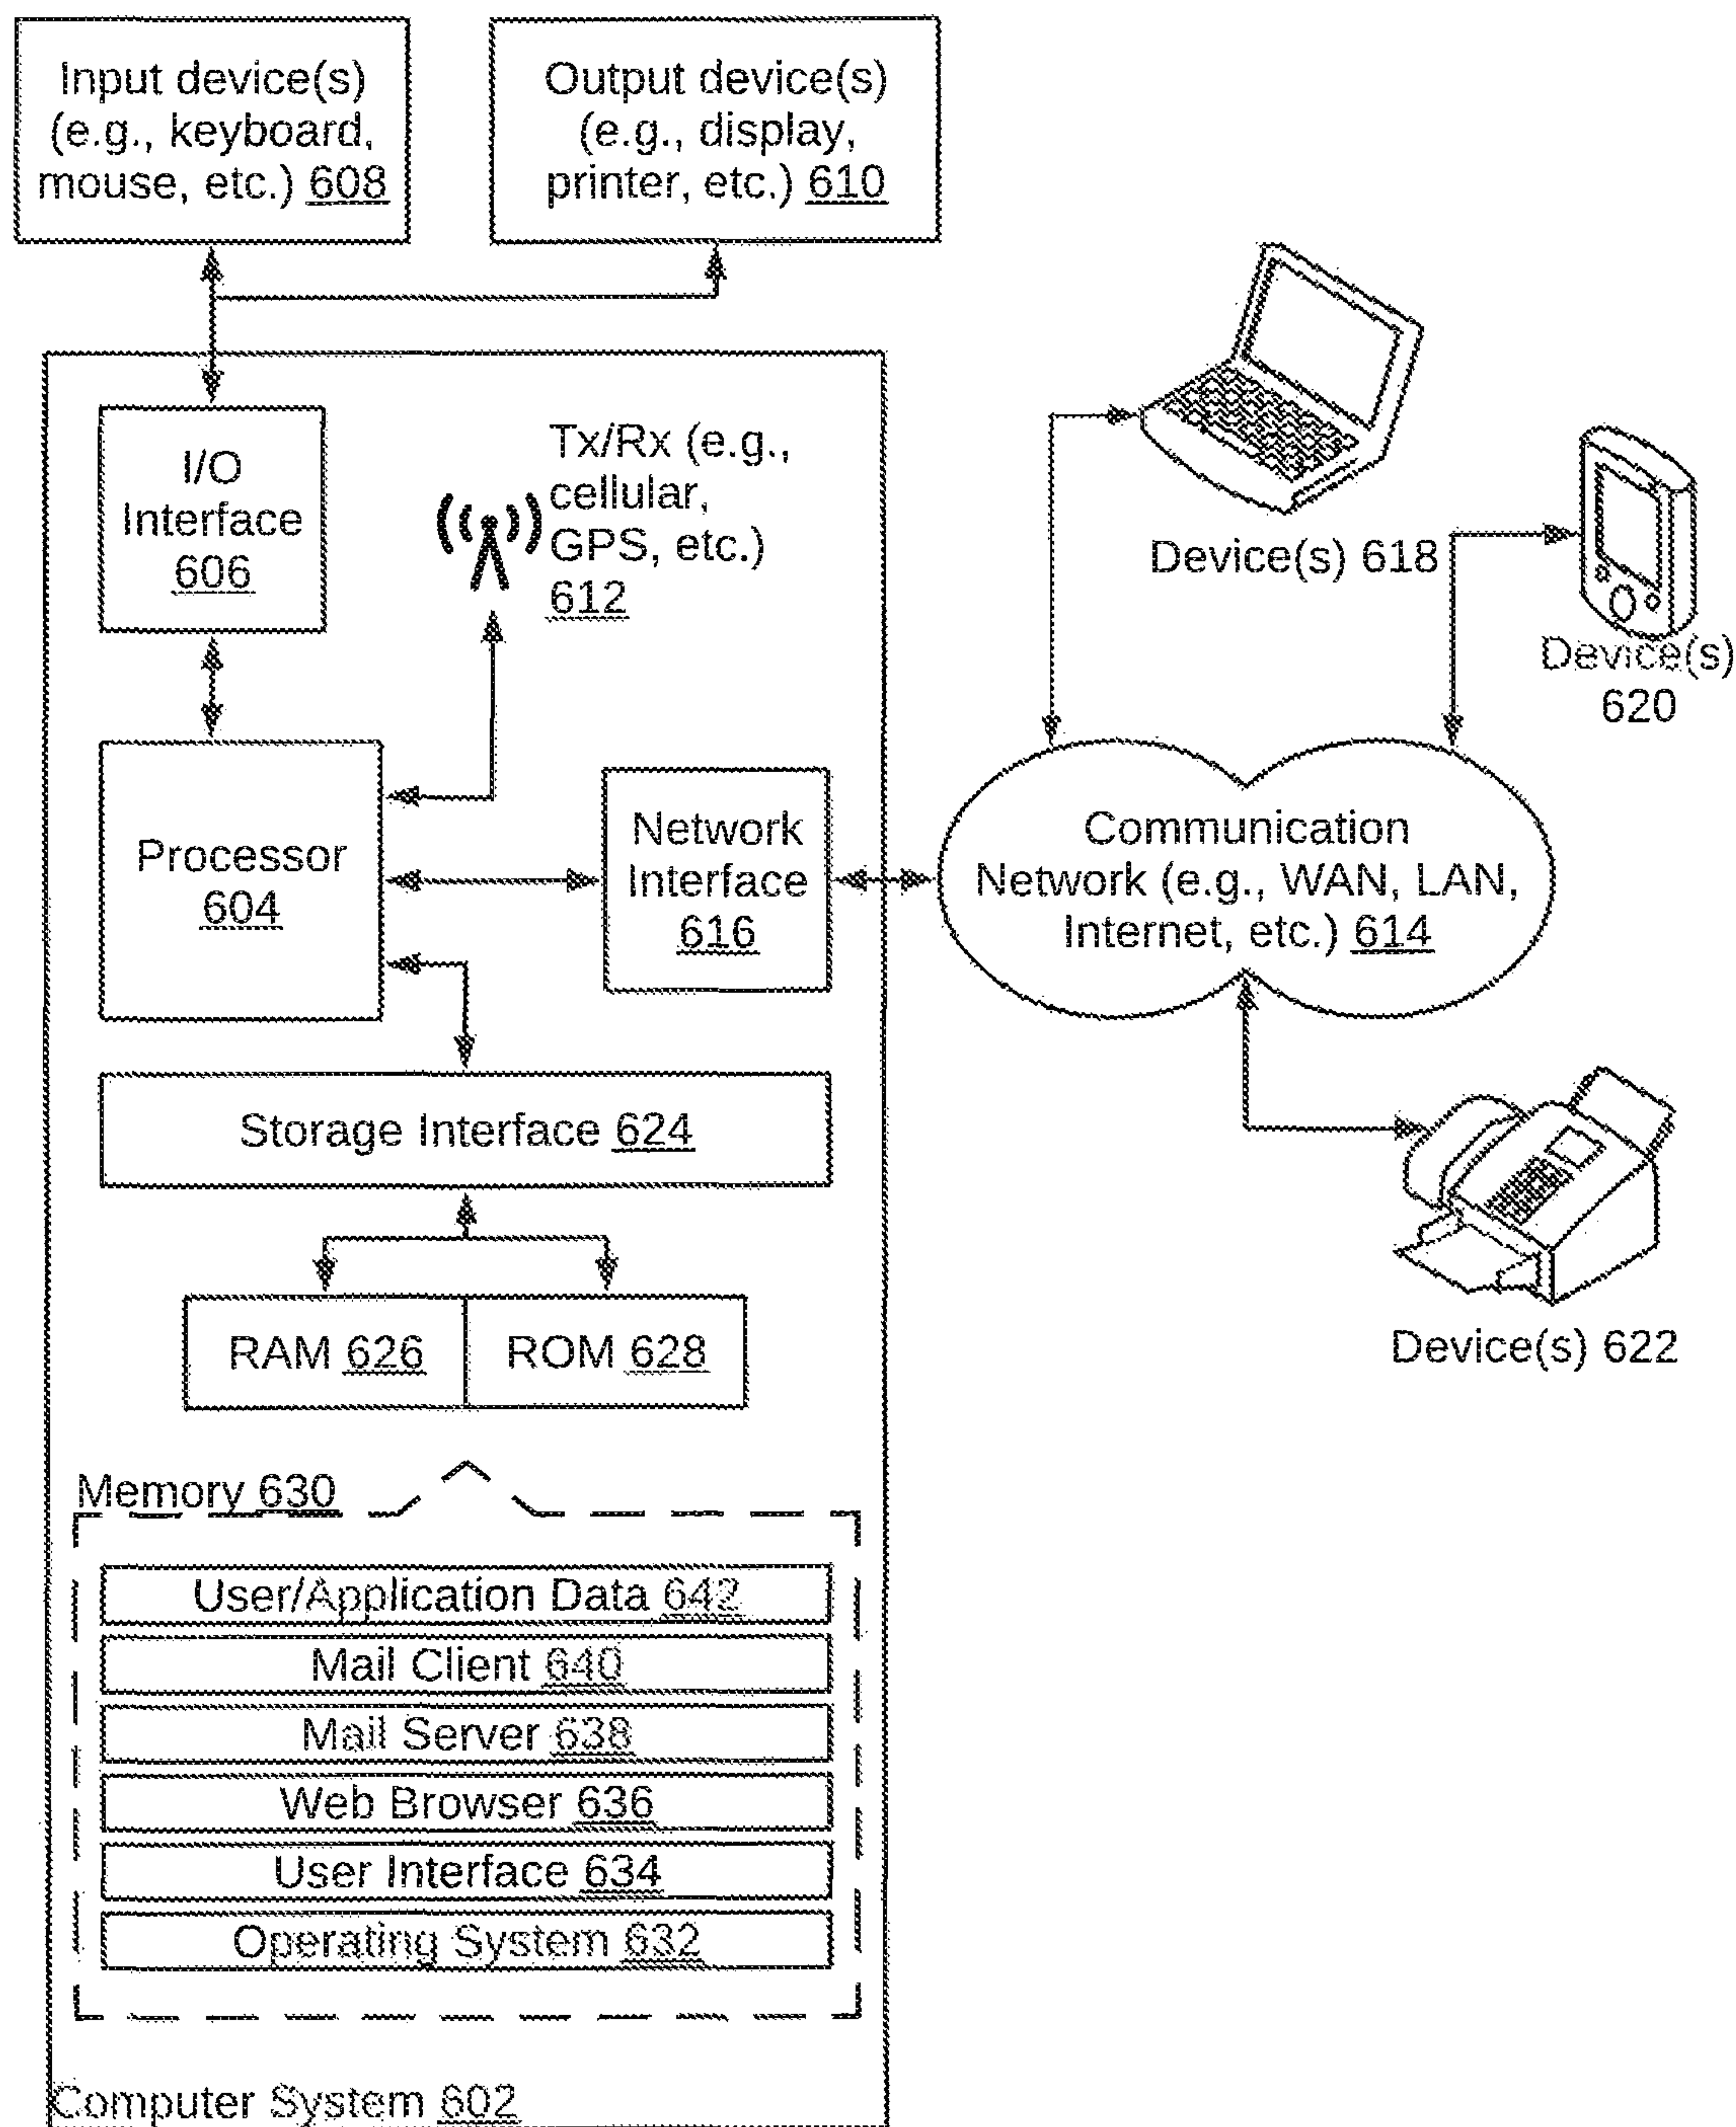 Input device(s)
(e.g., keyboard,
mouse, etc.) 608
Output device(s)
(e.g., display,
printer, etc.) 610
I/O
Interface
606
Tx/Rx (e.g.,
cellular,
GPS, etc.)
612
Device(s) 618
Device(s)
620
Processor
604
Network
Interface
616
Communication
Network (e.g., WAN, LAN,
Internet, etc.) 614
Storage Interface 624
RAM 626
ROM 628
Device(s) 622
Memory 630
User/Application Data 642
Mail Client 640
Mail Server 638
Web Browser 636
User Interface 634
Operating System 632
Computer System 602